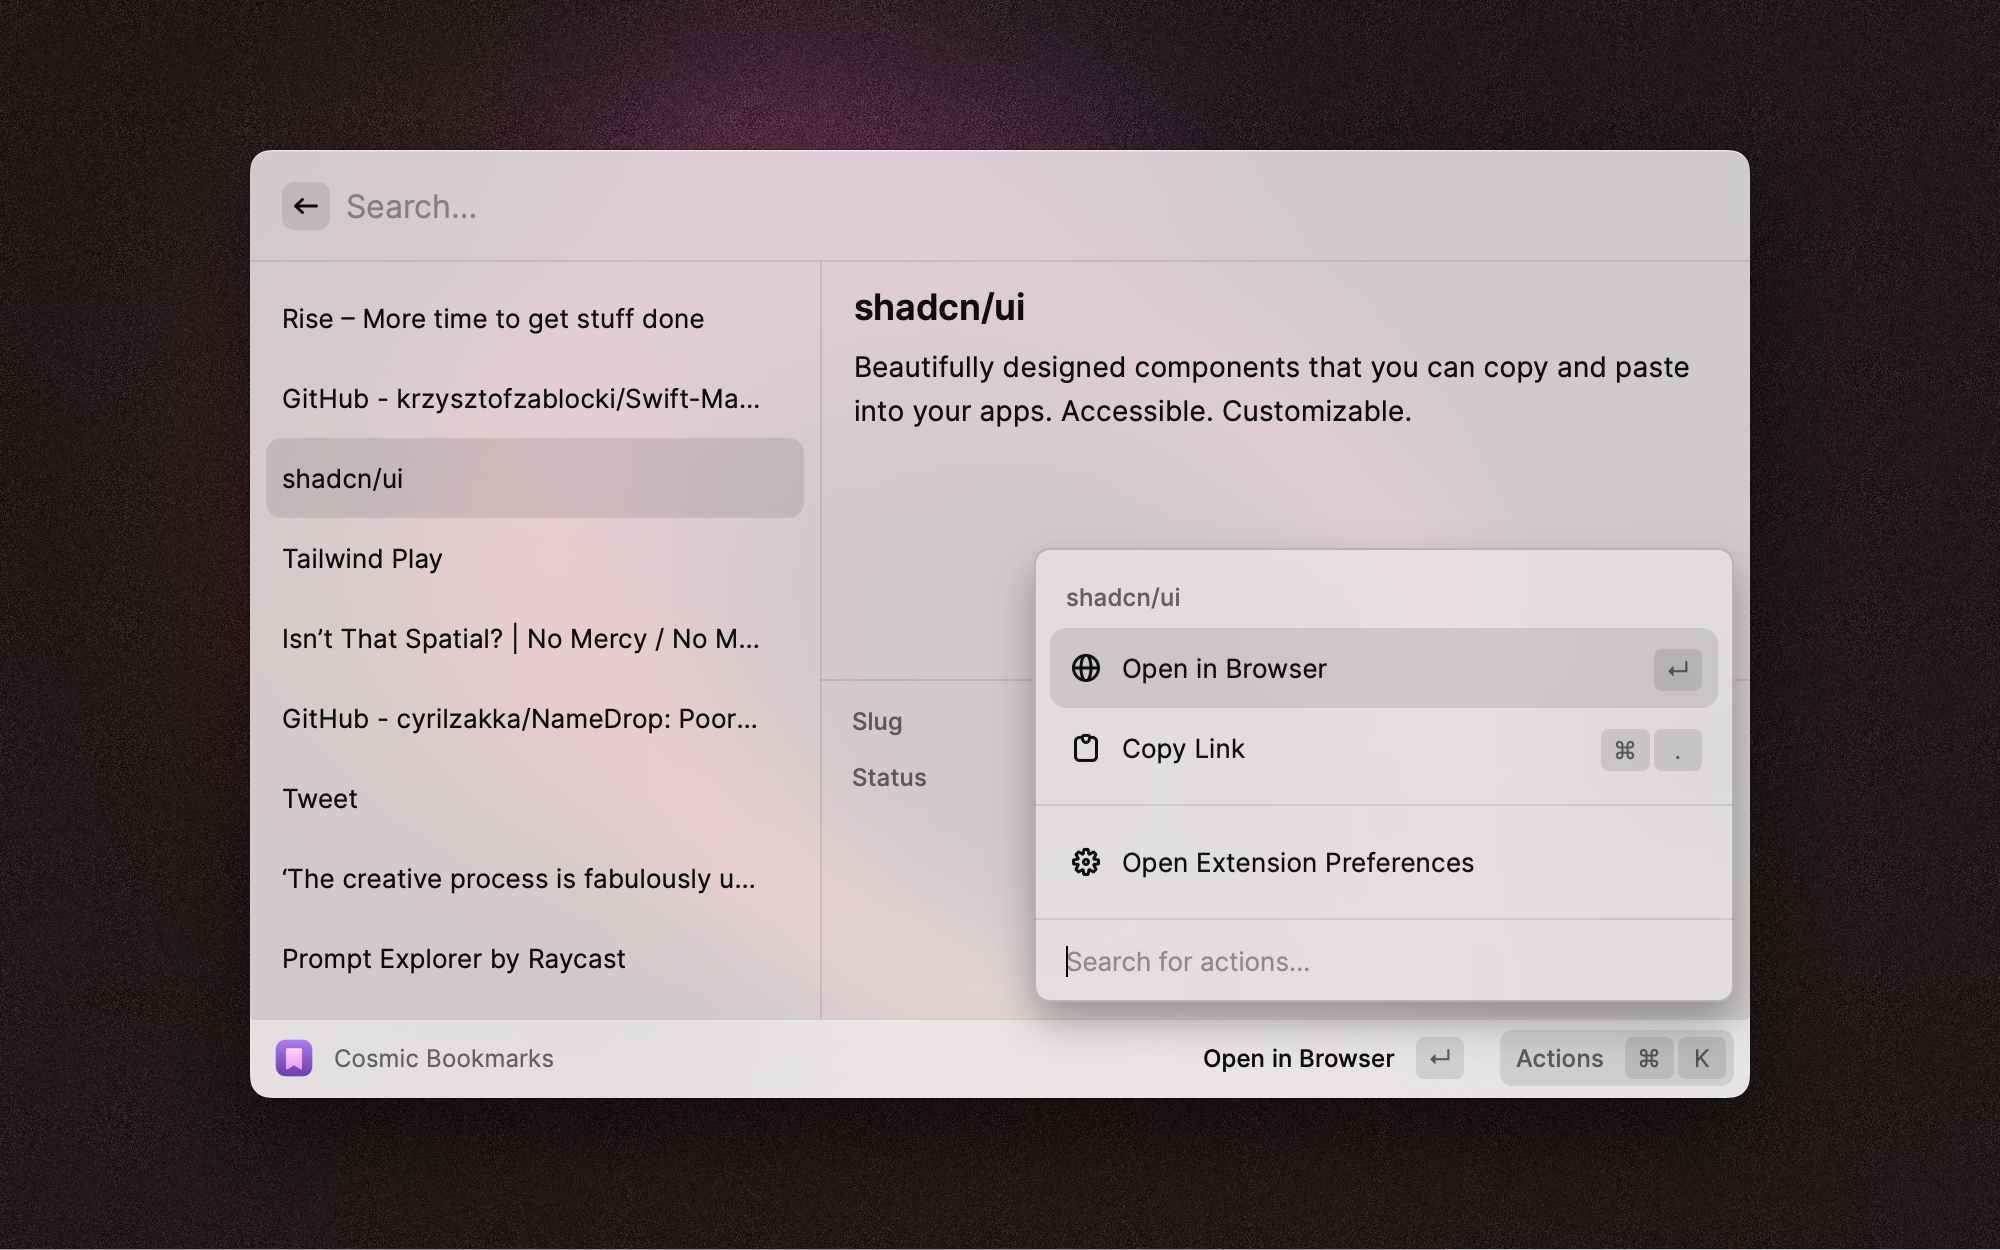 Search...
Rise – More time to get stuff done
GitHub - krzysztofzablocki/Swift-Ma...
shadcn/ui
Tailwind Play
Isn’t That Spatial? | No Mercy / No M...
GitHub - cyrilzakka/NameDrop: Poor...
Tweet
‘The creative process is fabulously u...
Prompt Explorer by Raycast
shadcn/ui
Beautifully designed components that you can copy and paste
into your apps. Accessible. Customizable.
Slug
Status
shadcn/ui
Open in Browser ↵
Copy Link ⌘ .
Open Extension Preferences
Search for actions...
Cosmic Bookmarks
Open in Browser ↵
Actions ⌘ K